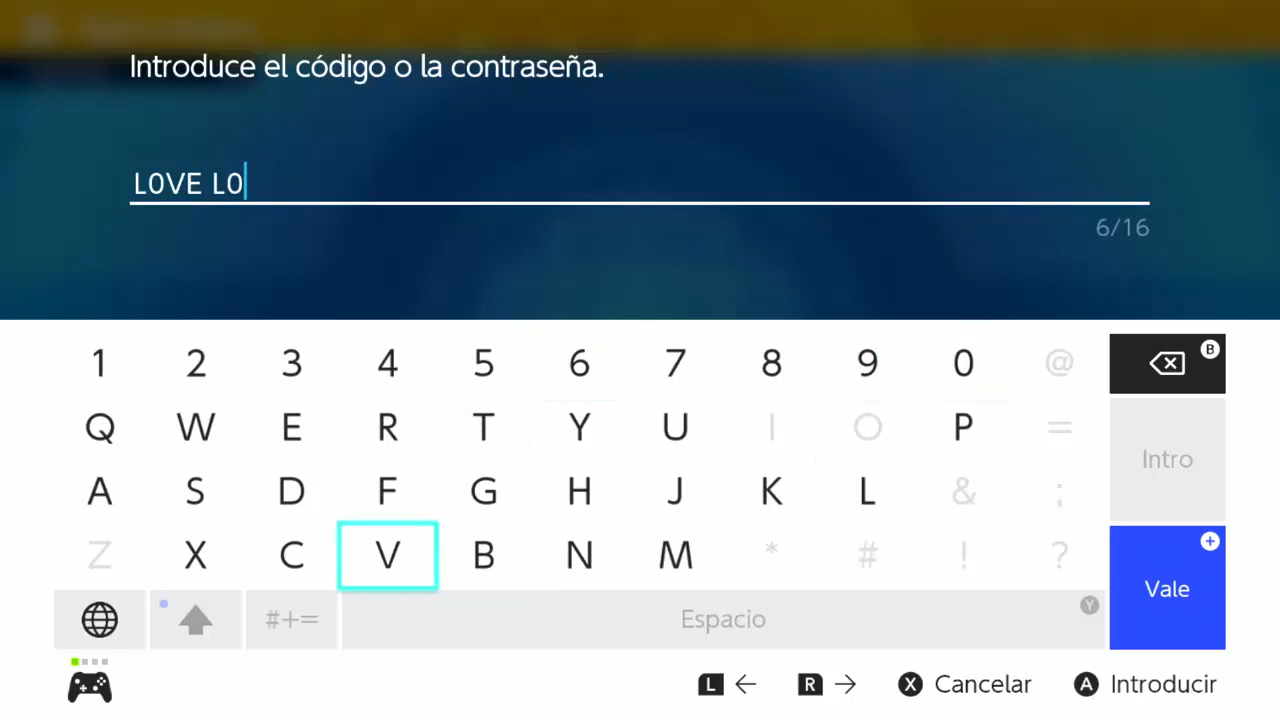 Introduce el código o la contraseña.
L0VE L0
6/16
1 2 3 4 5 6 7 8 9 0 @
B
Q W E R T Y U I O P =
Intro
A S D F G H J K L & ;
Z X C V B N M * # ! ?
+
Vale
#+=
Espacio
Y
L ← R → X Cancelar A Introducir